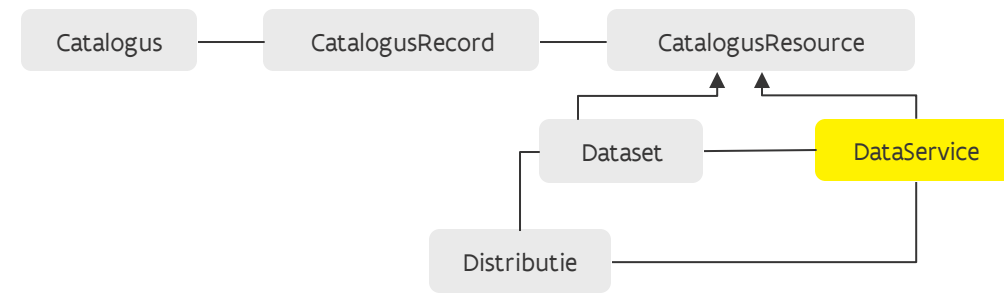 Catalogus
CatalogusRecord
CatalogusResource
Dataset
DataService
Distributie